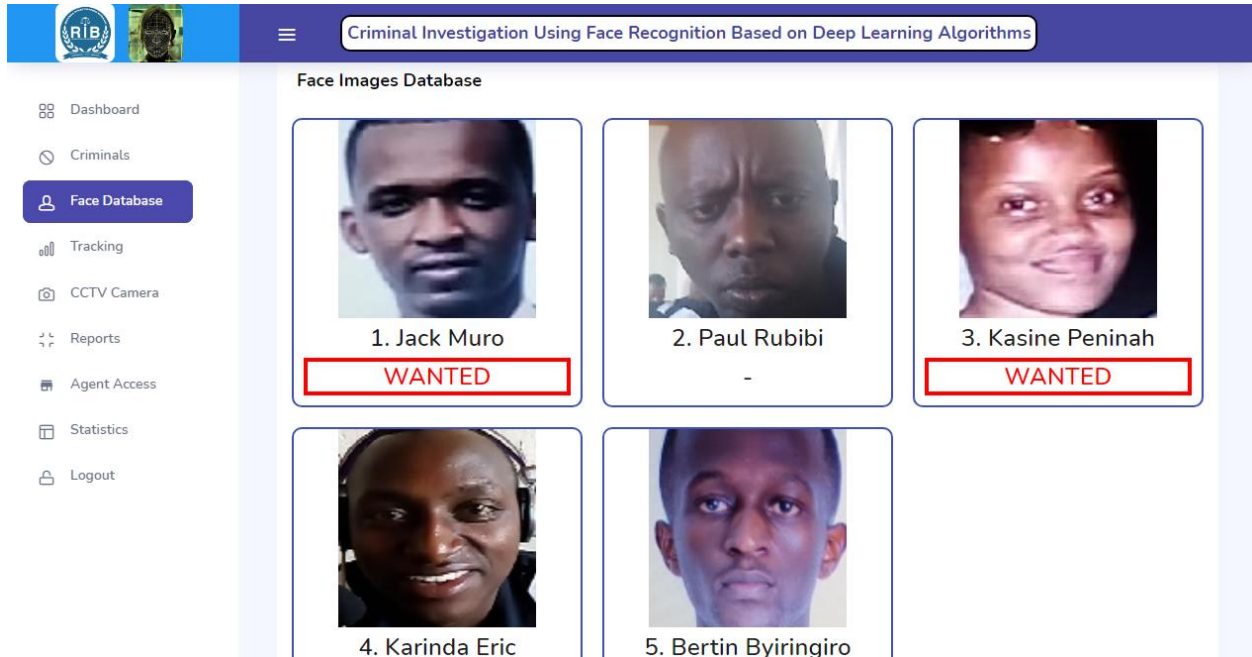 RIB
Criminal Investigation Using Face Recognition Based on Deep Learning Algorithms
Dashboard
Criminals
Face Database
Tracking
CCTV Camera
Reports
Agent Access
Statistics
Logout
Face Images Database
1. Jack Muro
WANTED
2. Paul Rubibi
-
3. Kasine Peninah
WANTED
4. Karinda Eric
5. Bertin Byiringiro